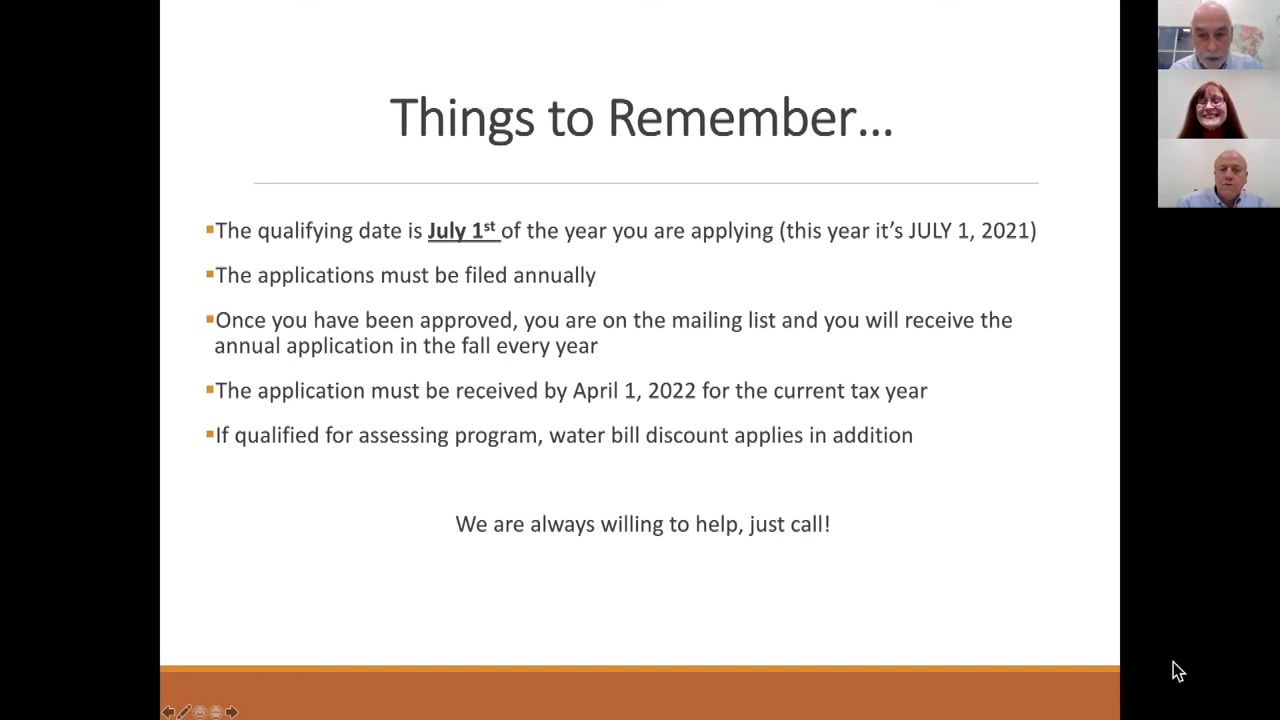 Things to Remember...
▪The qualifying date is July 1st of the year you are applying (this year it’s JULY 1, 2021)
▪The applications must be filed annually
▪Once you have been approved, you are on the mailing list and you will receive the
annual application in the fall every year
▪The application must be received by April 1, 2022 for the current tax year
▪If qualified for assessing program, water bill discount applies in addition
We are always willing to help, just call!